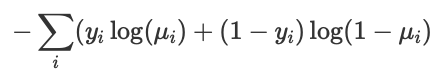 − ∑_i (y_i log(μ_i) + (1 − y_i) log(1 − μ_i)